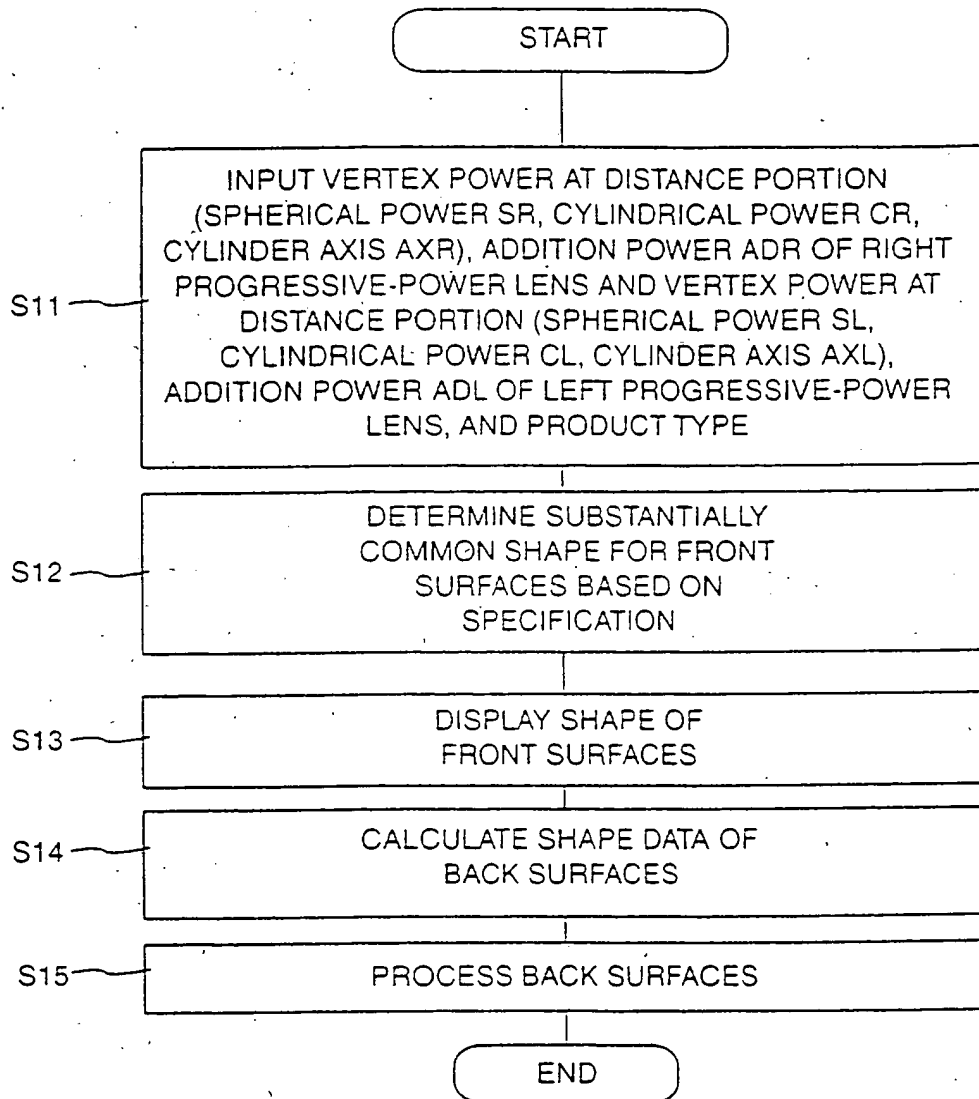 START
S11
INPUT VERTEX POWER AT DISTANCE PORTION
(SPHERICAL POWER SR, CYLINDRICAL POWER CR,
CYLINDER AXIS AXR), ADDITION POWER ADR OF RIGHT
PROGRESSIVE-POWER LENS AND VERTEX POWER AT
DISTANCE PORTION (SPHERICAL POWER SL,
CYLINDRICAL POWER CL, CYLINDER AXIS AXL),
ADDITION POWER ADL OF LEFT PROGRESSIVE-POWER
LENS, AND PRODUCT TYPE
S12
DETERMINE SUBSTANTIALLY
COMMON SHAPE FOR FRONT
SURFACES BASED ON
SPECIFICATION
S13
DISPLAY SHAPE OF
FRONT SURFACES
S14
CALCULATE SHAPE DATA OF
BACK SURFACES
S15
PROCESS BACK SURFACES
END